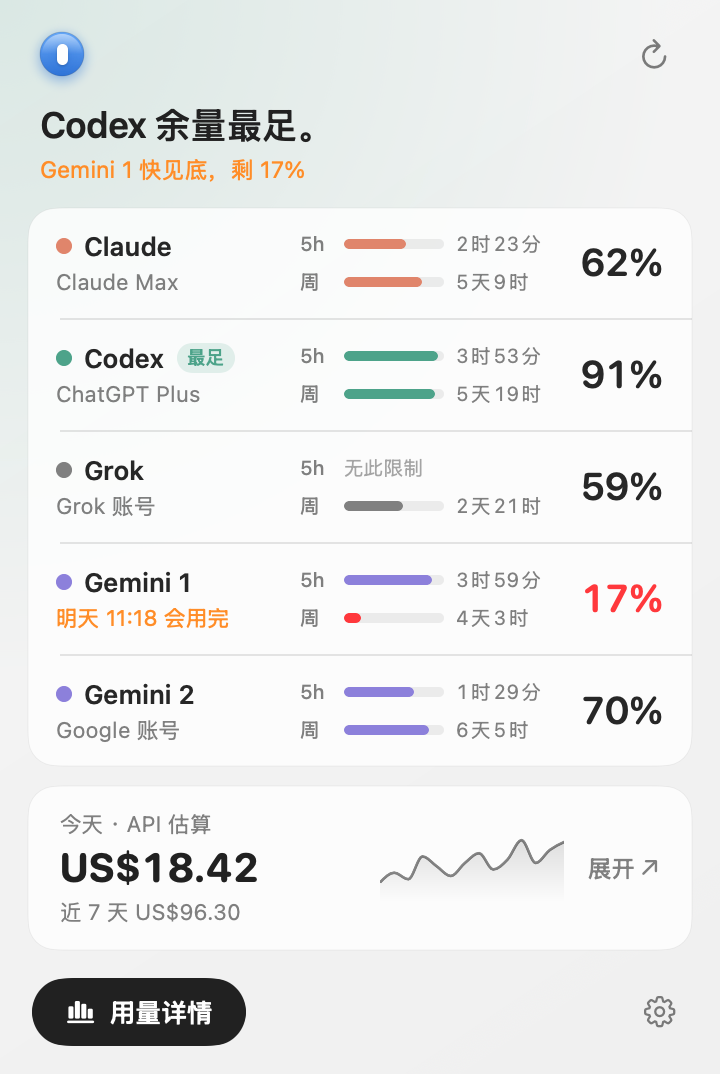 Codex 余量最足。
Gemini 1 快见底，剩 17%
Claude
Claude Max
5h 2时23分
周 5天9时
62%
Codex 最足
ChatGPT Plus
5h 3时53分
周 5天19时
91%
Grok
Grok 账号
5h 无此限制
周 2天21时
59%
Gemini 1
明天 11:18 会用完
5h 3时59分
周 4天3时
17%
Gemini 2
Google 账号
5h 1时29分
周 6天5时
70%
今天 · API 估算
US$18.42
近 7 天 US$96.30
展开
用量详情